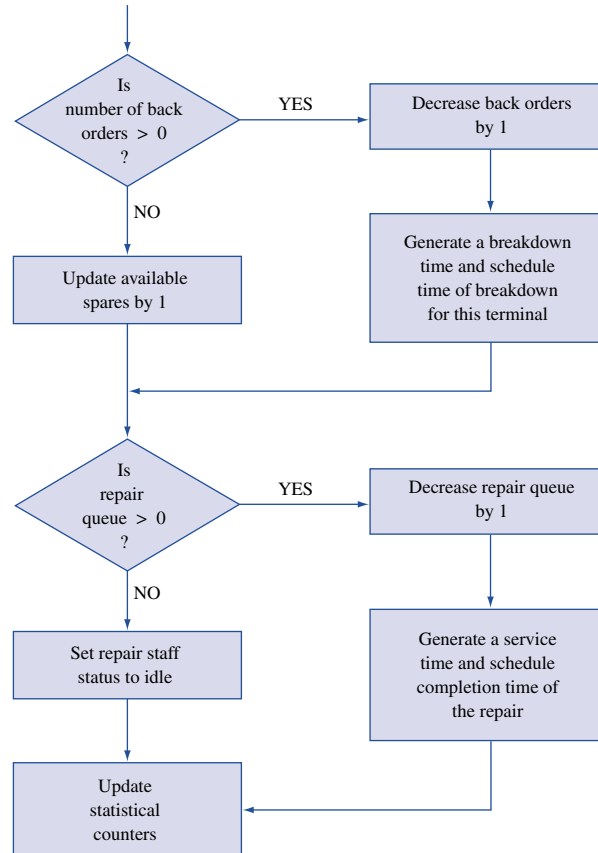 Is
number of back
orders > 0
?
YES
Decrease back orders
by 1
NO
Generate a breakdown
time and schedule
time of breakdown
for this terminal
Update available
spares by 1
Is
repair
queue > 0
?
YES
Decrease repair queue
by 1
NO
Generate a service
time and schedule
completion time of
the repair
Set repair staff
status to idle
Update
statistical
counters